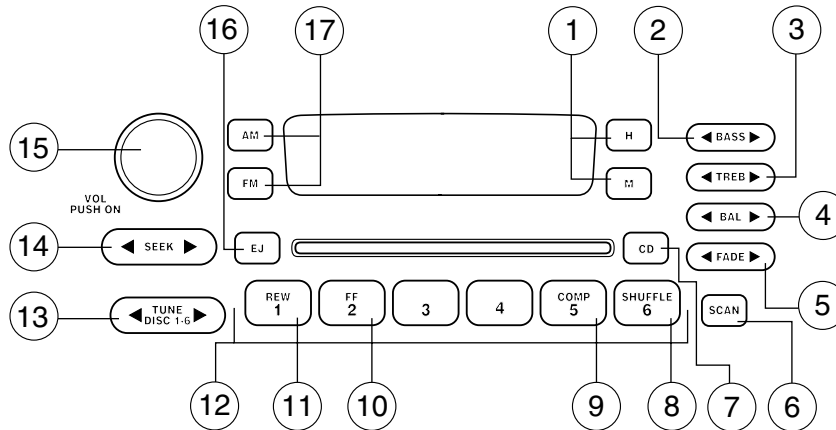 16 17 1 2 3
AM H
BASS
15
FM M
TREB
VOL
PUSH ON
BAL 4
14 SEEK EJ CD
FADE
5
13 TUNE
DISC 1-6
REW
1
FF
2
3
4
COMP
5
SHUFFLE
6
SCAN
12 11 10 9 8 7 6